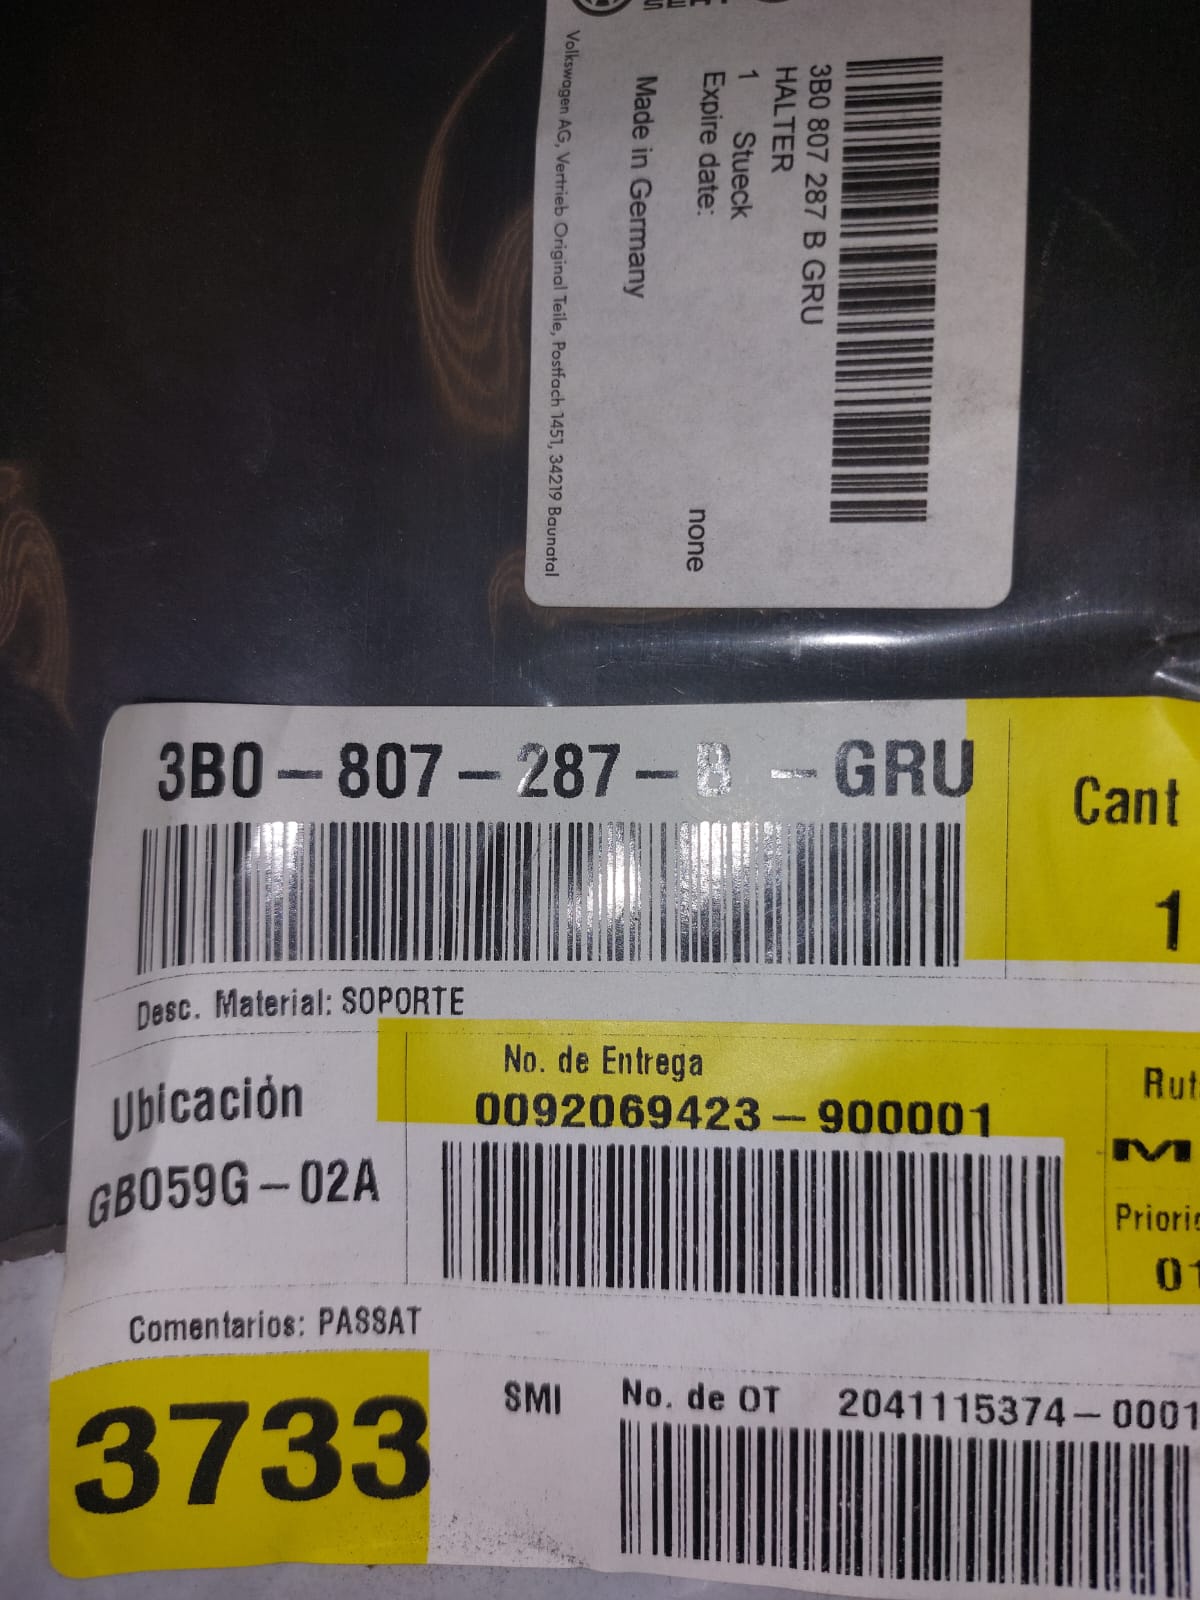 3B0 807 287 B GRU
HALTER
1 Stueck
Expire date: none
Made in Germany
Volkswagen AG, Vertrieb Original Teile, Postfach 1451, 34219 Baunatal
3B0-807-287-B -GRU
Cant
1
Desc. Material: SOPORTE
No. de Entrega
0092069423-900001
Ubicación
GB059G-02A
01
Comentarios: PASSAT
3733
SMI
No. de OT 2041115374-0001